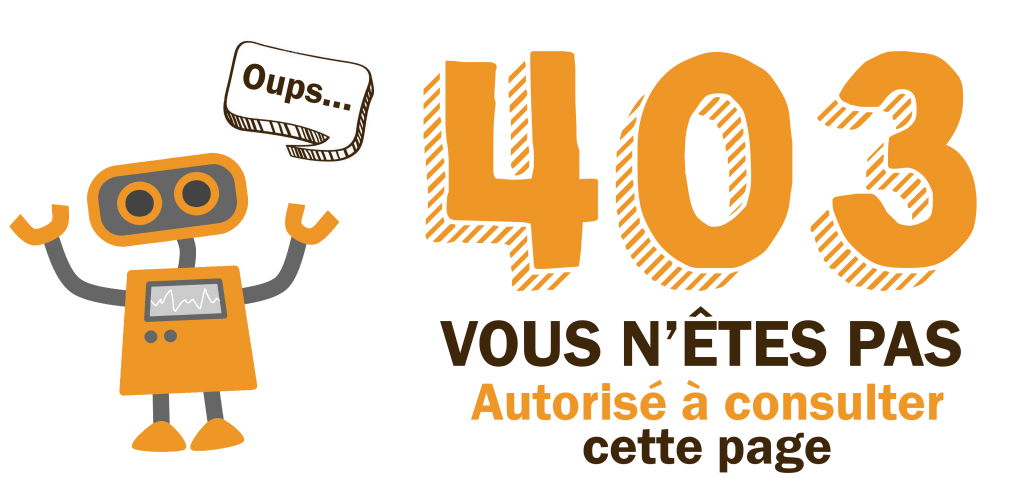 Oups...
403
VOUS N'ÊTES PAS
Autorisé à consulter
cette page